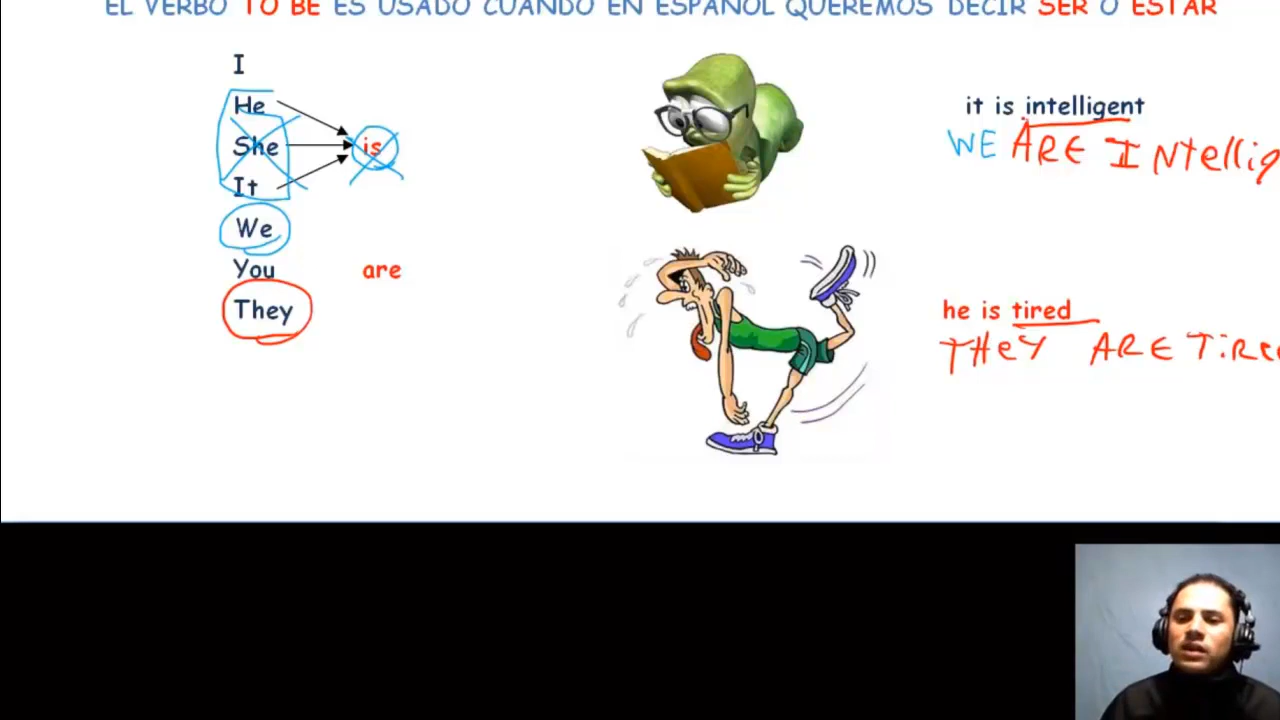 EL VERBO TO BE ES USADO CUANDO EN ESPAÑOL QUEREMOS DECIR SER O ESTAR
I
He
She is
It
We
You are
They
it is intelligent
WE ARE INtellig
he is tired
THeY ARE TiRe